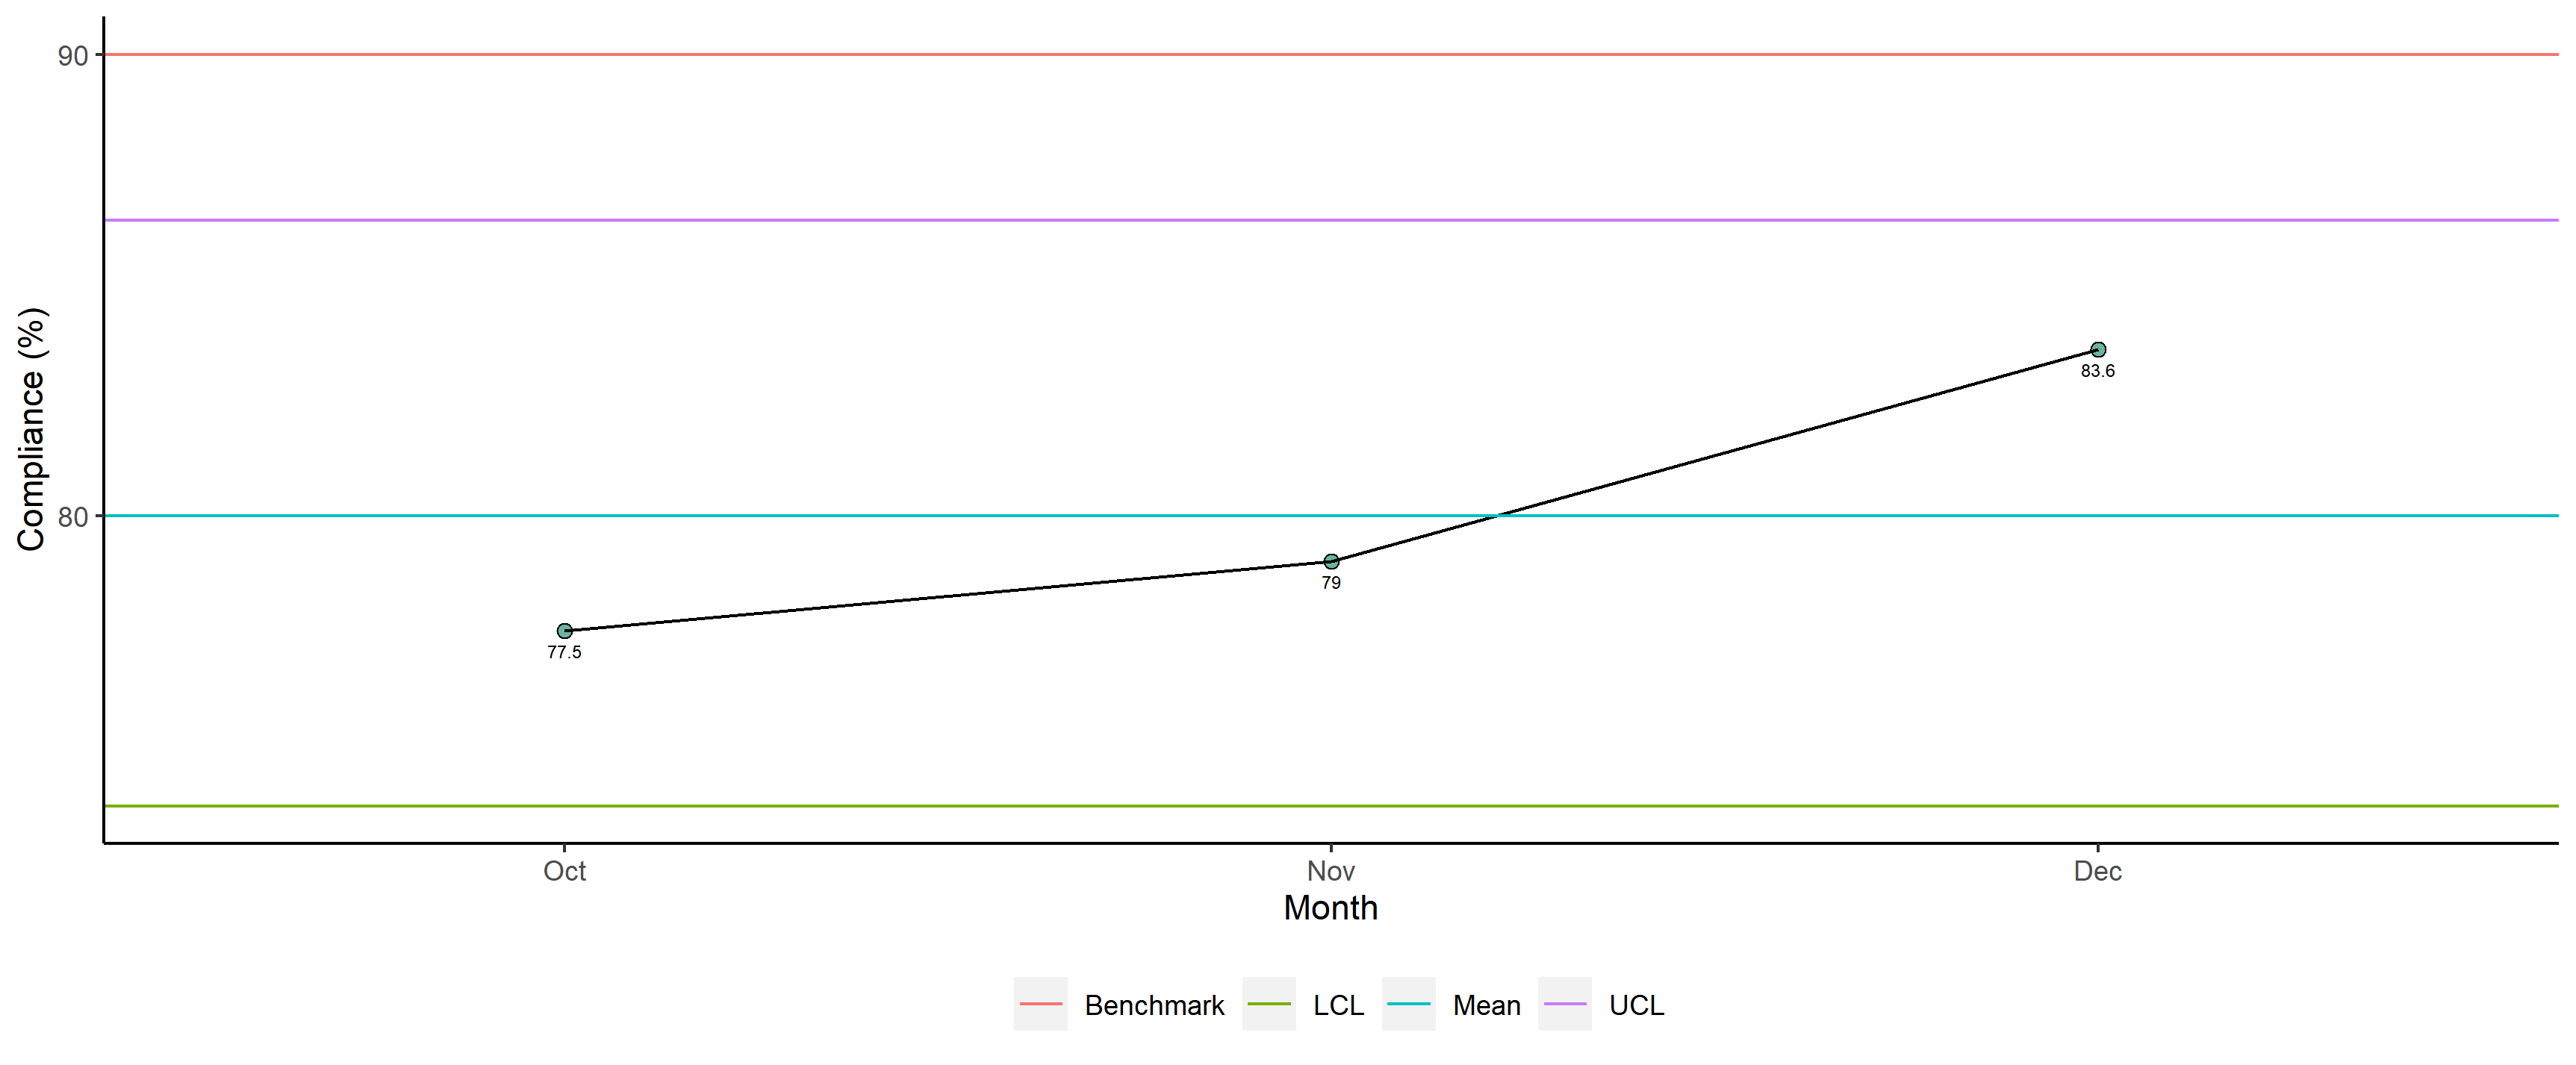 90
80
Compliance (%)
77.5
79
83.6
Oct Nov Dec
Month
Benchmark LCL Mean UCL